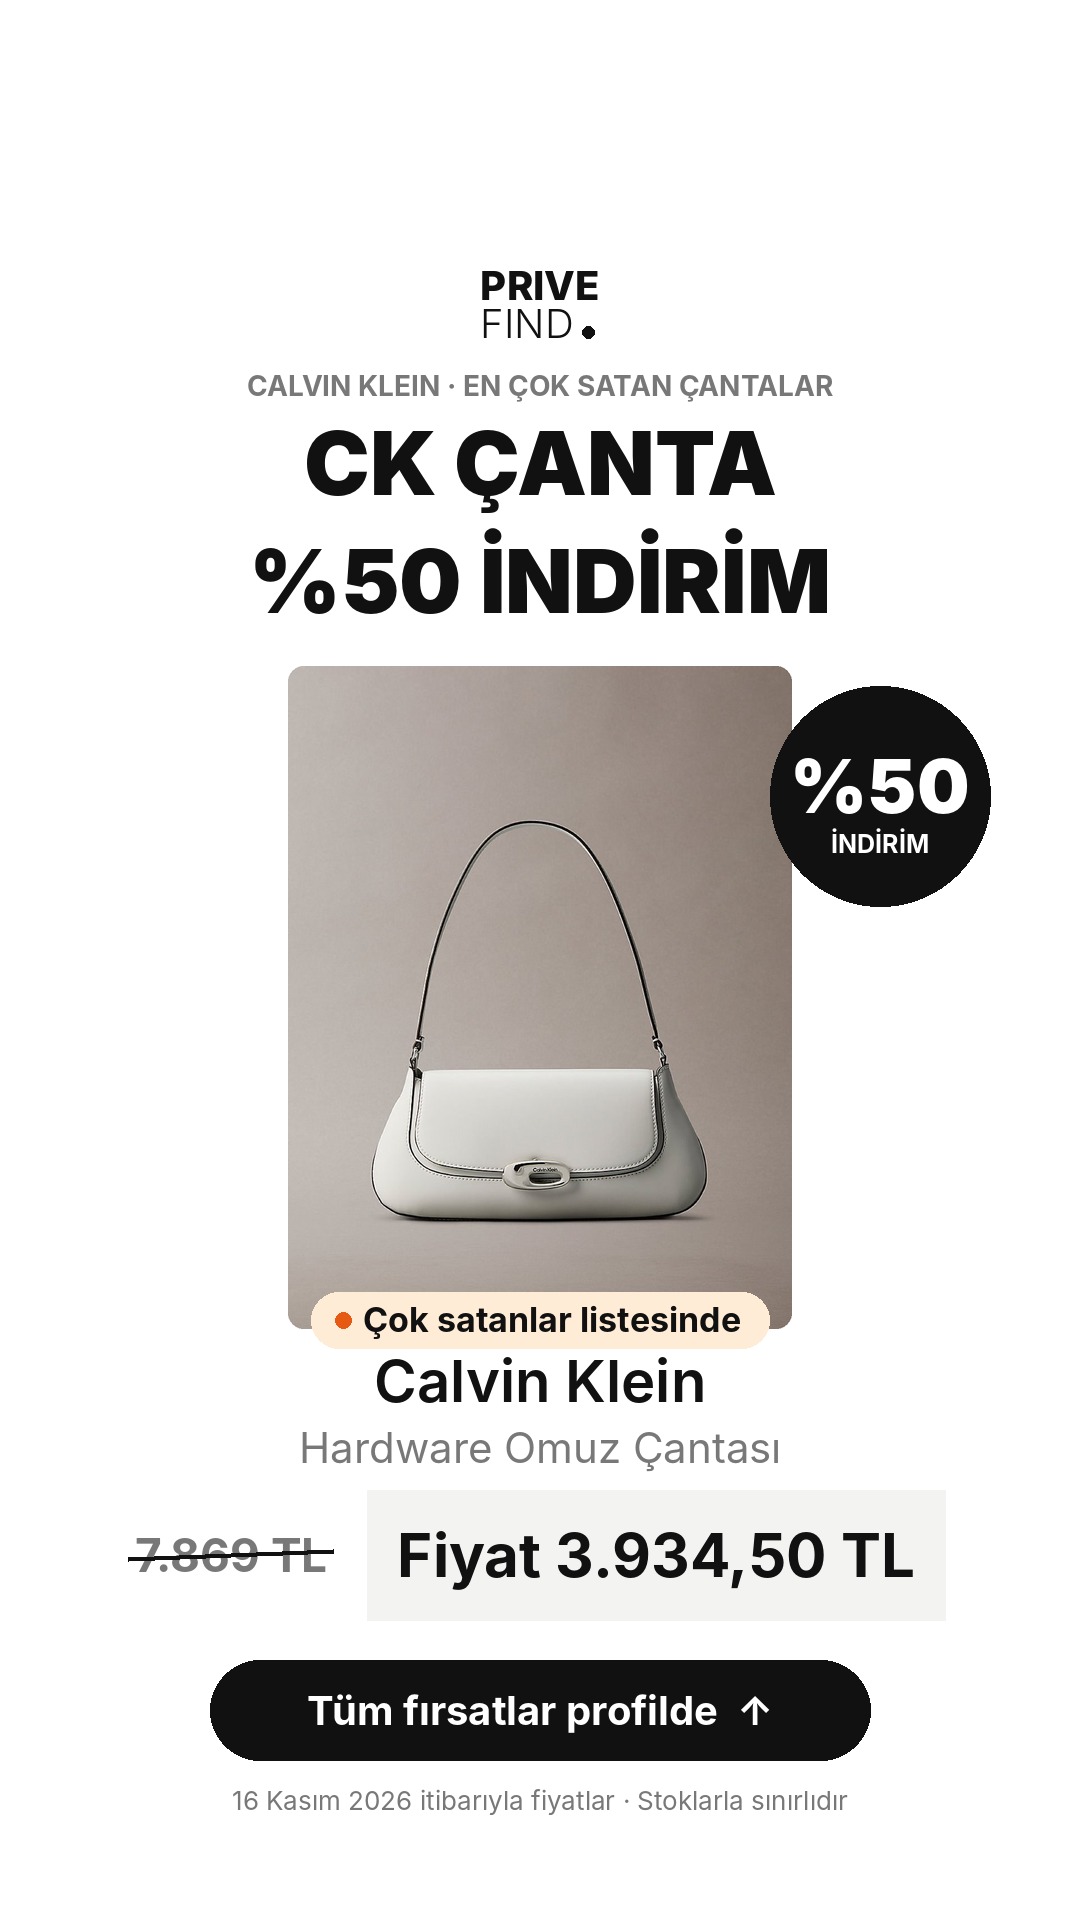 PRIVE
FIND.
CALVIN KLEIN · EN ÇOK SATAN ÇANTALAR
CK ÇANTA
%50 İNDİRİM
%50
İNDİRİM
Calvin Klein
Çok satanlar listesinde
Calvin Klein
Hardware Omuz Çantası
7.869 TL
Fiyat 3.934,50 TL
Tüm fırsatlar profilde ↑
16 Kasım 2026 itibarıyla fiyatlar · Stoklarla sınırlıdır